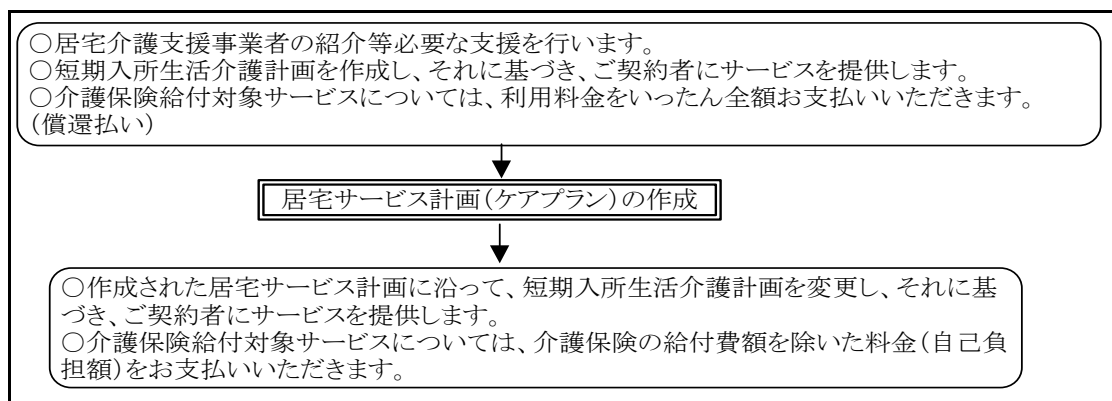 ○居宅介護支援事業者の紹介等必要な支援を行います。
○短期入所生活介護計画を作成し、それに基づき、ご契約者にサービスを提供します。
○介護保険給付対象サービスについては、利用料金をいったん全額お支払いいただきます。
(償還払い)
居宅サービス計画(ケアプラン)の作成
○作成された居宅サービス計画に沿って、短期入所生活介護計画を変更し、それに基
づき、ご契約者にサービスを提供します。
○介護保険給付対象サービスについては、介護保険の給付費額を除いた料金(自己負
担額)をお支払いいただきます。